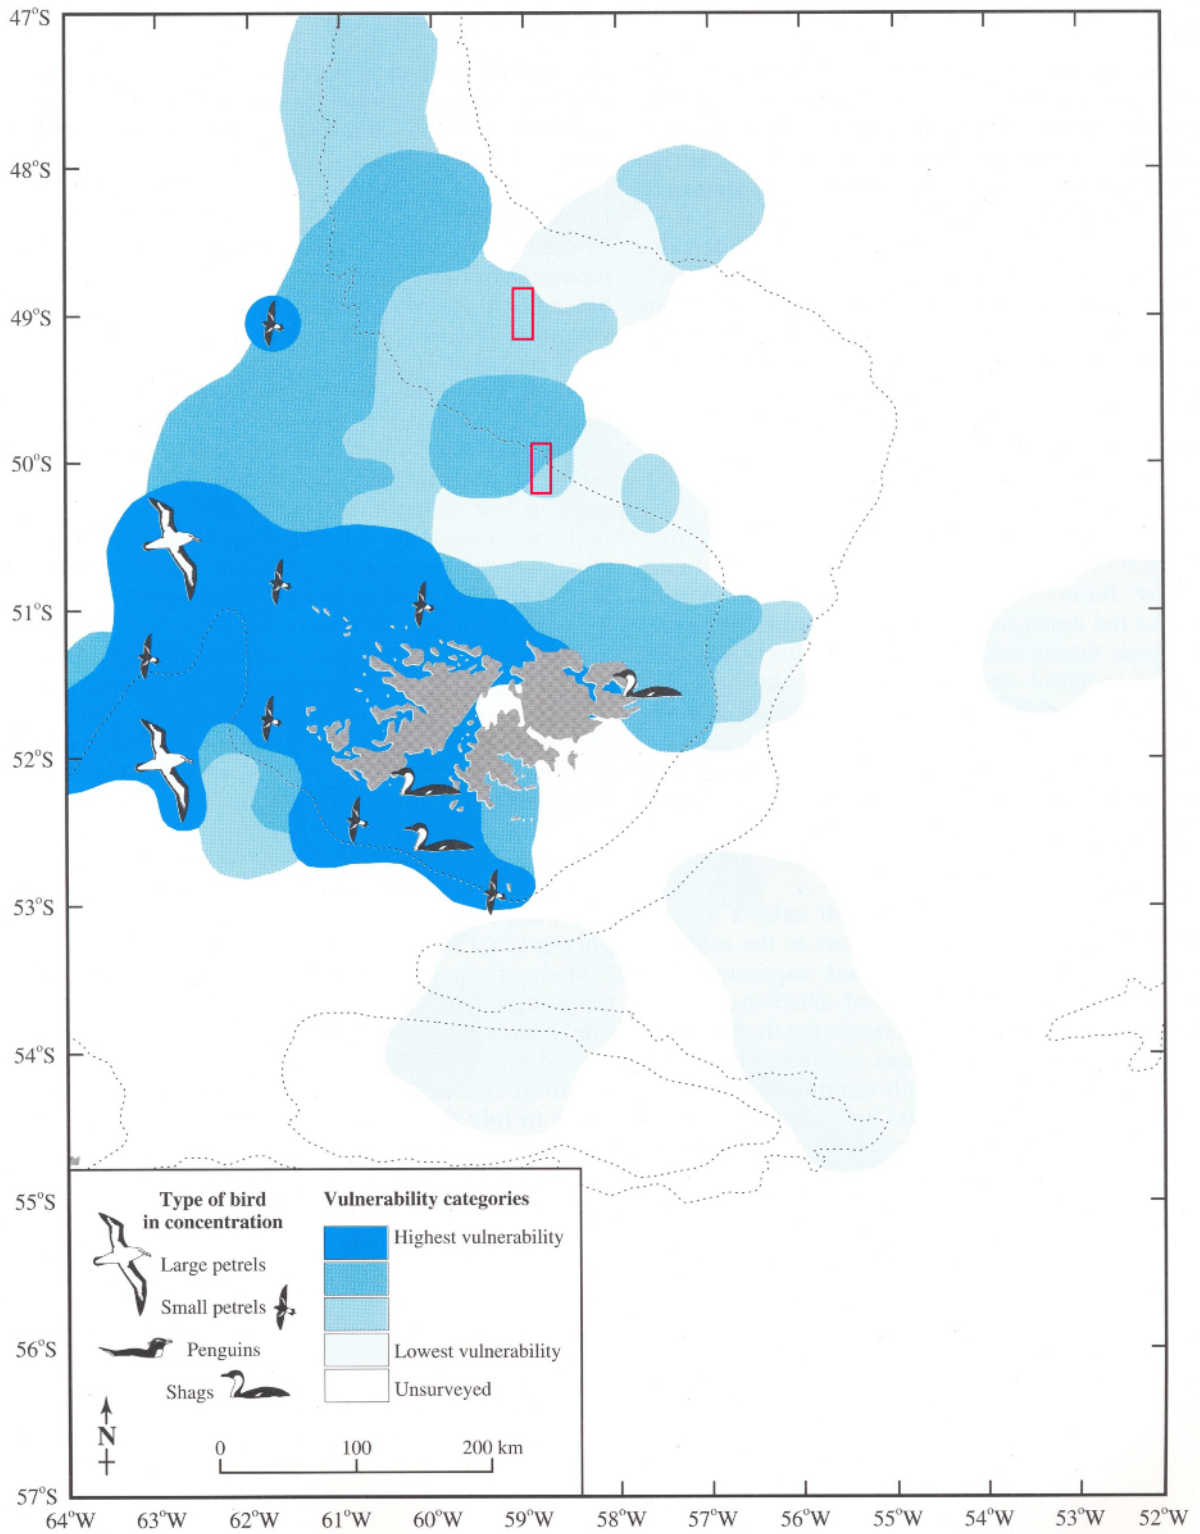 47°S
48°S
49°S
50°S
51°S
52°S
53°S
54°S
55°S
56°S
57°S
Type of bird
in concentration
Large petrels
Small petrels
Penguins
Shags
N
Vulnerability categories
Highest vulnerability
Lowest vulnerability
Unsurveyed
0 100 200 km
64°W 63°W 62°W 61°W 60°W 59°W 58°W 57°W 56°W 55°W 54°W 53°W 52°W